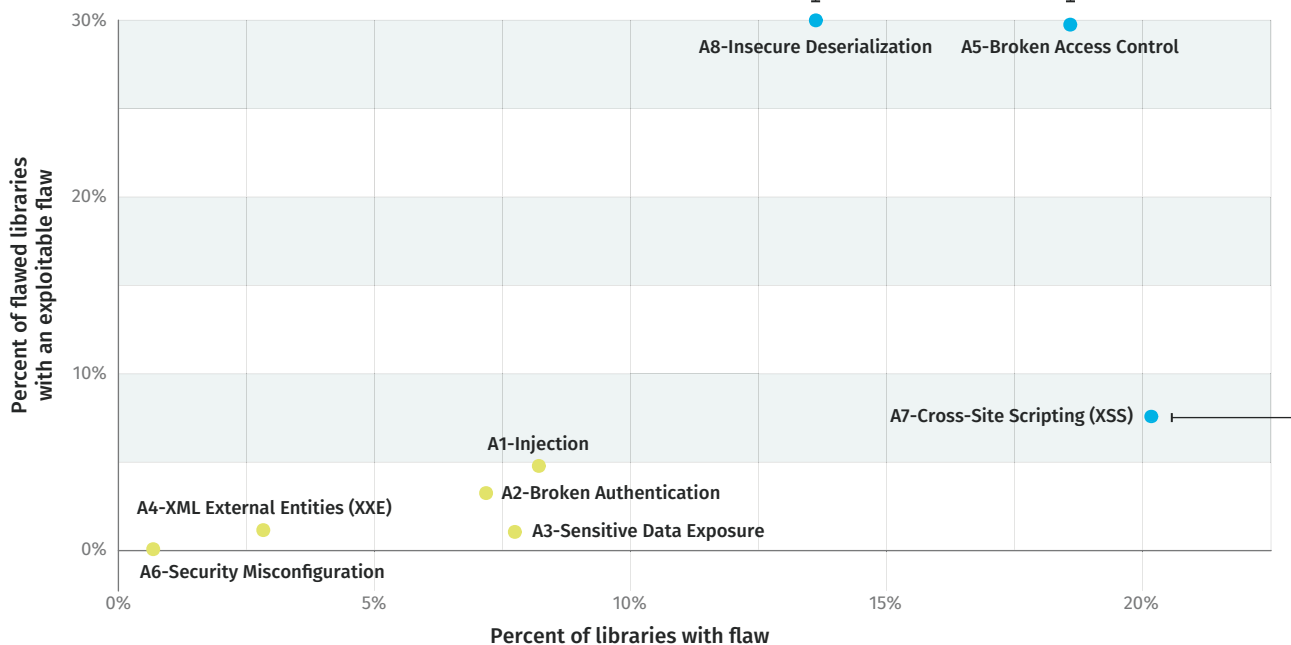 30%
A8-Insecure Deserialization
A5-Broken Access Control
Percent of flawed libraries
with an exploitable flaw
20%
10%
A7-Cross-Site Scripting (XSS)
A1-Injection
A2-Broken Authentication
A4-XML External Entities (XXE)
A3-Sensitive Data Exposure
0%
A6-Security Misconfiguration
0%
5%
10%
15%
20%
Percent of libraries with flaw